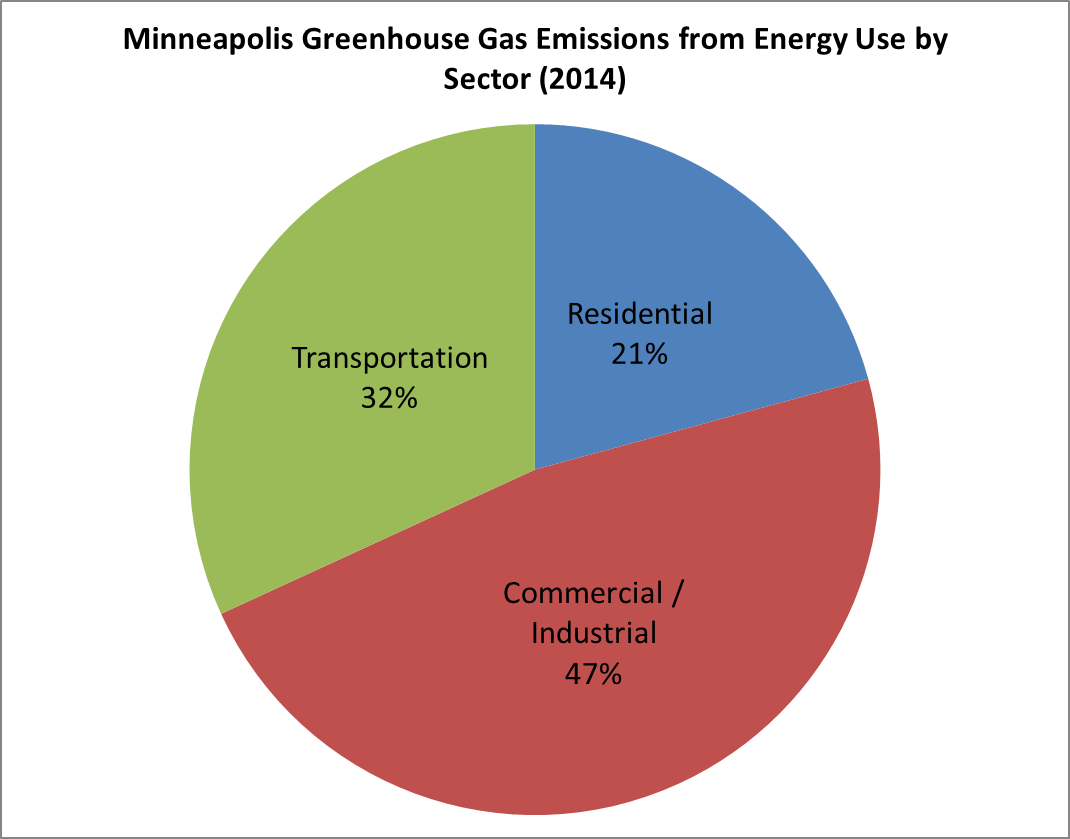 Minneapolis Greenhouse Gas Emissions from Energy Use by
Sector (2014)
Residential
21%
Transportation
32%
Commercial /
Industrial
47%